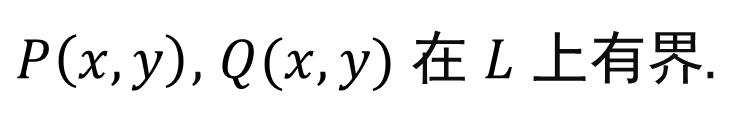 P(x,y), Q(x,y) 在 L 上有界.